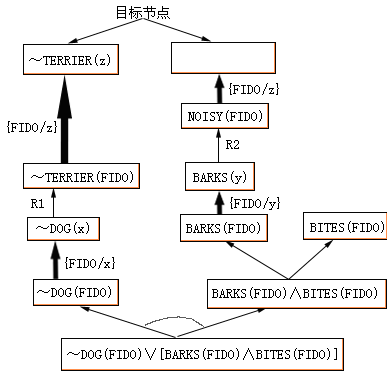 目标节点
～TERRIER(z)
{FIDO/z}
{FIDO/z}
NOISY(FIDO)
R2
～TERRIER(FIDO)
BARKS(y)
R1
{FIDO/y}
～DOG(x)
BARKS(FIDO)
BITES(FIDO)
{FIDO/x}
～DOG(FIDO)
BARKS(FIDO)∧BITES(FIDO)
～DOG(FIDO)∨[BARKS(FIDO)∧BITES(FIDO)]